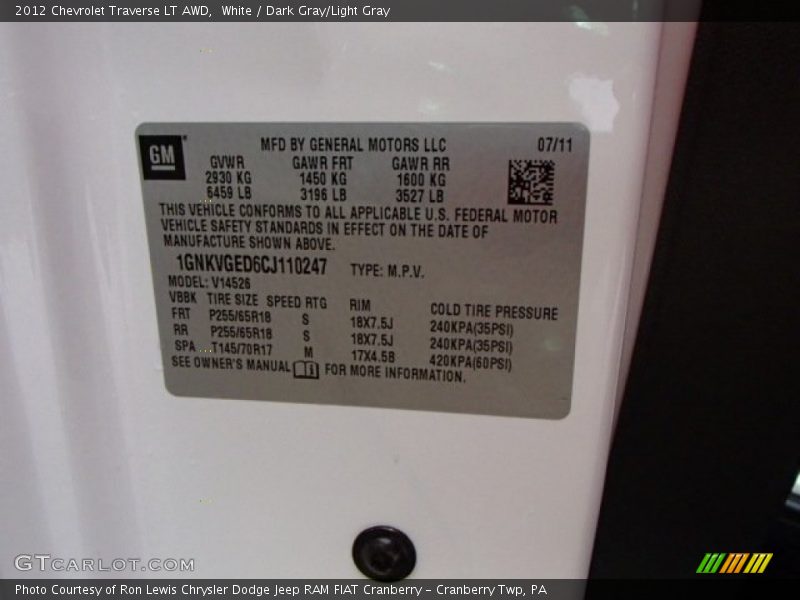 2012 Chevrolet Traverse LT AWD,  White / Dark Gray/Light Gray
GM
MFD BY GENERAL MOTORS LLC 07/11
GVWR GAWR FRT GAWR RR
2930 KG 1450 KG 1600 KG
6459 LB 3196 LB 3527 LB
THIS VEHICLE CONFORMS TO ALL APPLICABLE U.S. FEDERAL MOTOR
VEHICLE SAFETY STANDARDS IN EFFECT ON THE DATE OF
MANUFACTURE SHOWN ABOVE.
1GNKVGED6CJ110247 TYPE: M.P.V.
MODEL: V14526
VBBK TIRE SIZE SPEED RTG RIM COLD TIRE PRESSURE
FRT P255/65R18 S 18X7.5J 240KPA(35PSI)
RR P255/65R18 S 18X7.5J 240KPA(35PSI)
SPA T145/70R17 M 17X4.5B 420KPA(60PSI)
SEE OWNER'S MANUAL FOR MORE INFORMATION.
GTCARLOT.COM
Photo Courtesy of Ron Lewis Chrysler Dodge Jeep RAM FIAT Cranberry – Cranberry Twp, PA